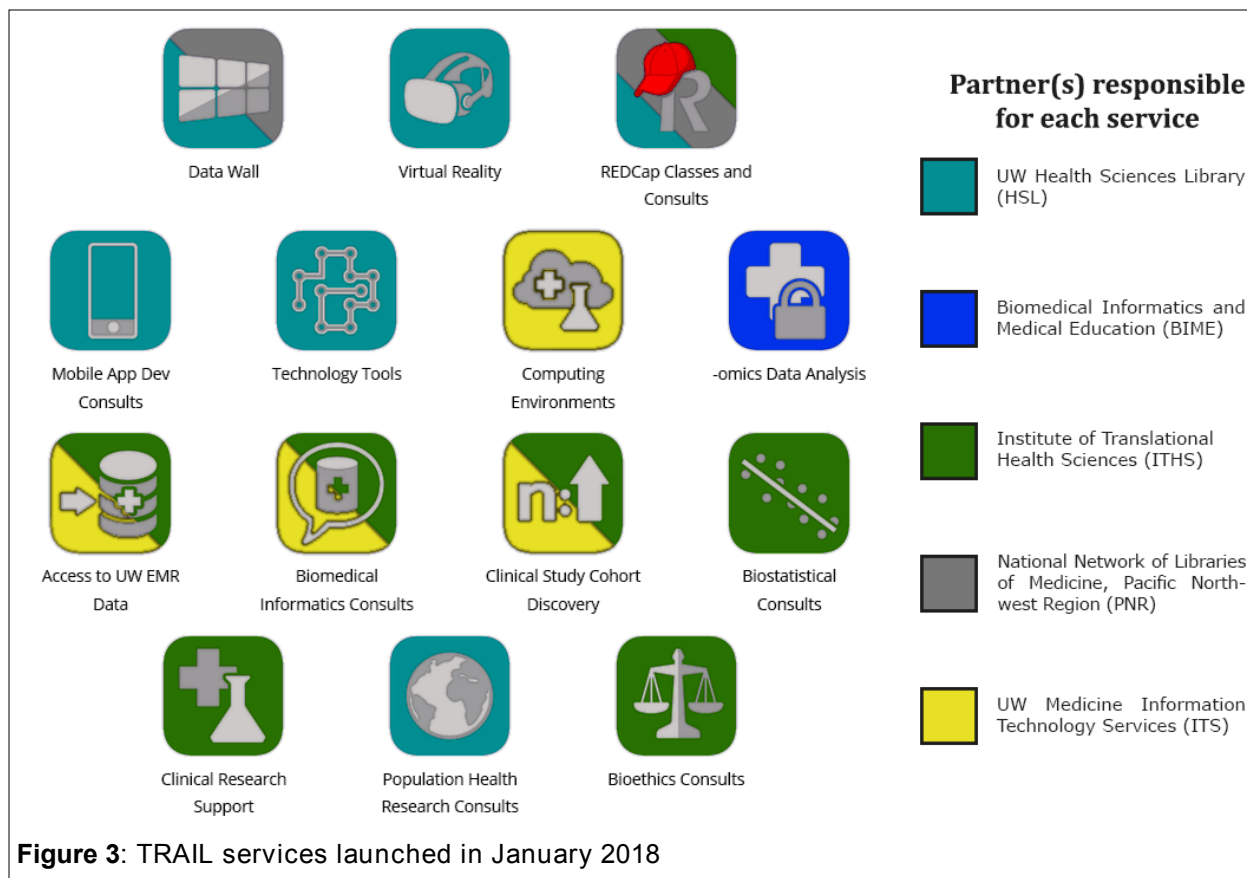 Data Wall
Virtual Reality
R
REDCap Classes and
Consults
Mobile App Dev
Consults
Technology Tools
Computing
Environments
-omics Data Analysis
n:
Access to UW EMR
Data
Biomedical
Informatics Consults
Clinical Study Cohort
Discovery
Biostatistical
Consults
Clinical Research
Support
Population Health
Research Consults
Bioethics Consults
Partner(s) responsible
for each service
UW Health Sciences Library
(HSL)
Biomedical Informatics and
Medical Education (BIME)
Institute of Translational
Health Sciences (ITHS)
National Network of Libraries
of Medicine, Pacific North-
west Region (PNR)
UW Medicine Information
Technology Services (ITS)
Figure 3: TRAIL services launched in January 2018